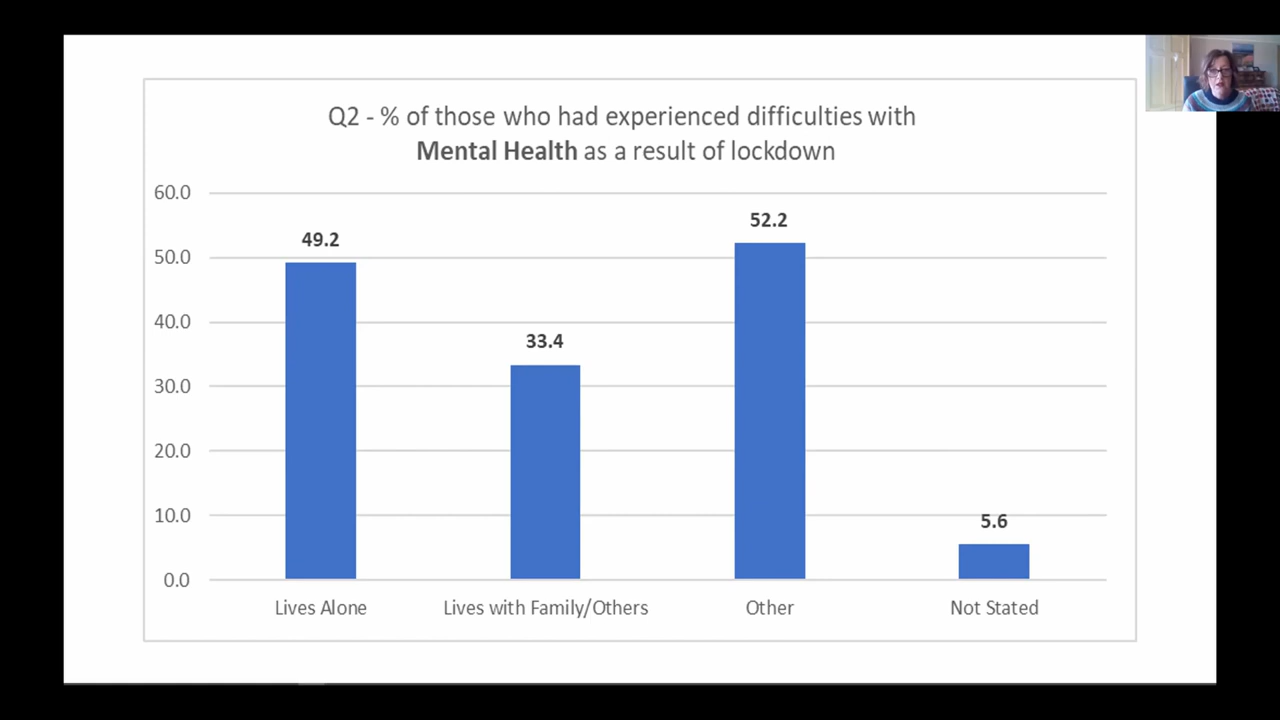 Q2 - % of those who had experienced difficulties with
Mental Health as a result of lockdown
60.0
50.0
40.0
30.0
20.0
10.0
0.0
49.2
33.4
52.2
5.6
Lives Alone
Lives with Family/Others
Other
Not Stated